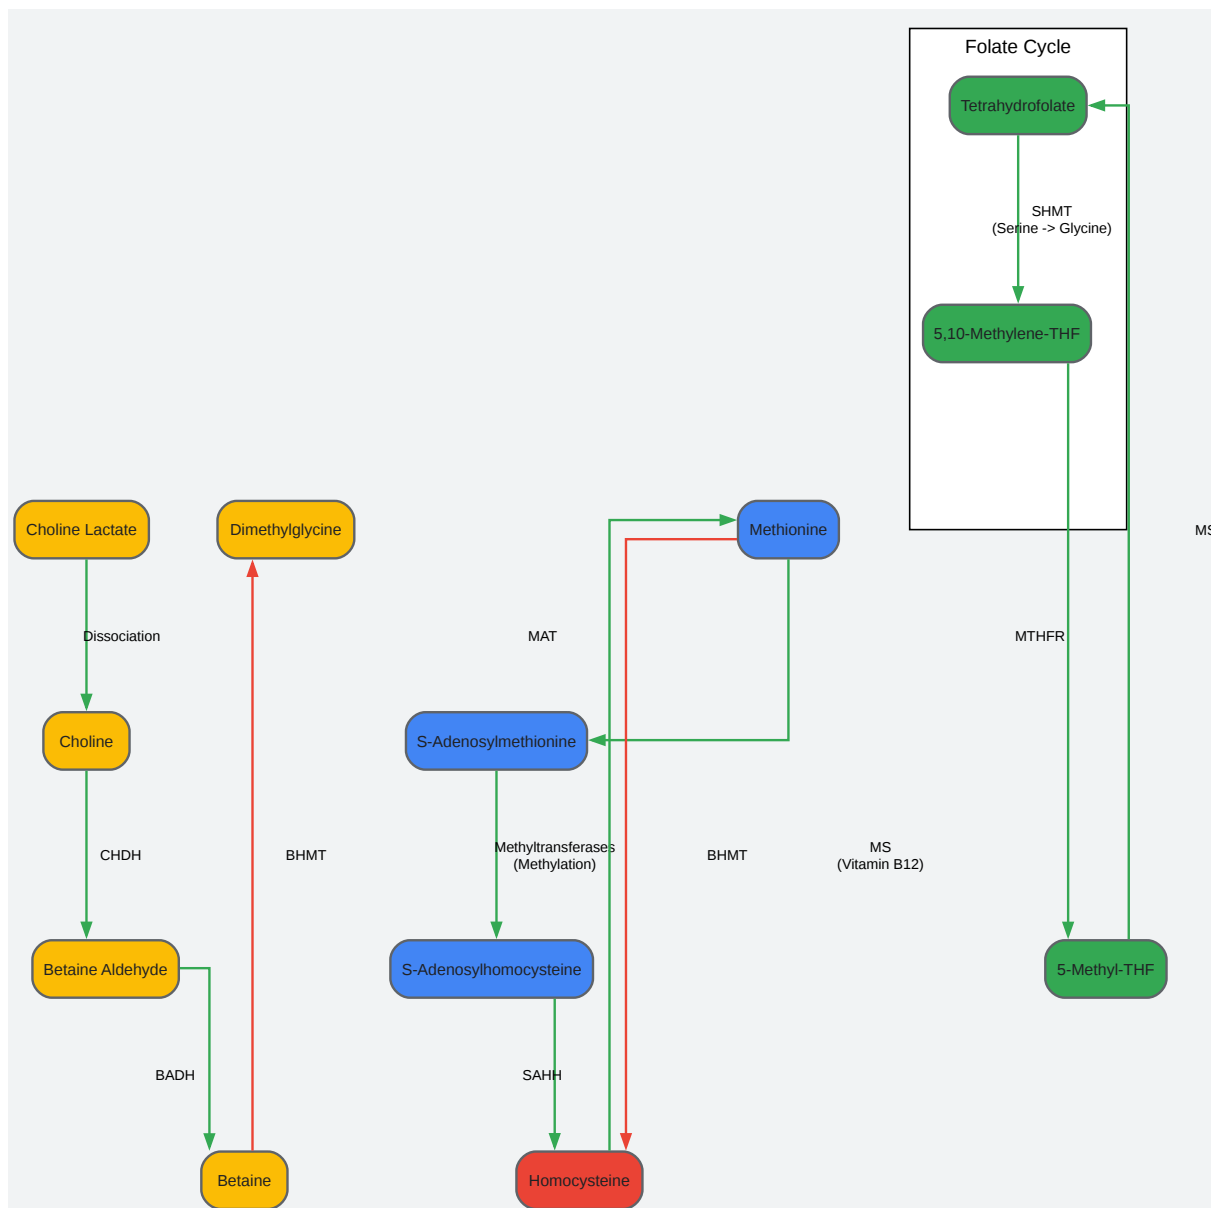 Folate Cycle
Tetrahydrofolate
SHMT
(Serine -> Glycine)
5,10-Methylene-THF
Choline Lactate
Dimethylglycine
Methionine
MS
Dissociation
MAT
MTHFR
Choline
S-Adenosylmethionine
CHDH
BHMT
Methyltransferases
(Methylation)
BHMT
MS
(Vitamin B12)
Betaine Aldehyde
S-Adenosylhomocysteine
5-Methyl-THF
BADH
SAHH
Betaine
Homocysteine